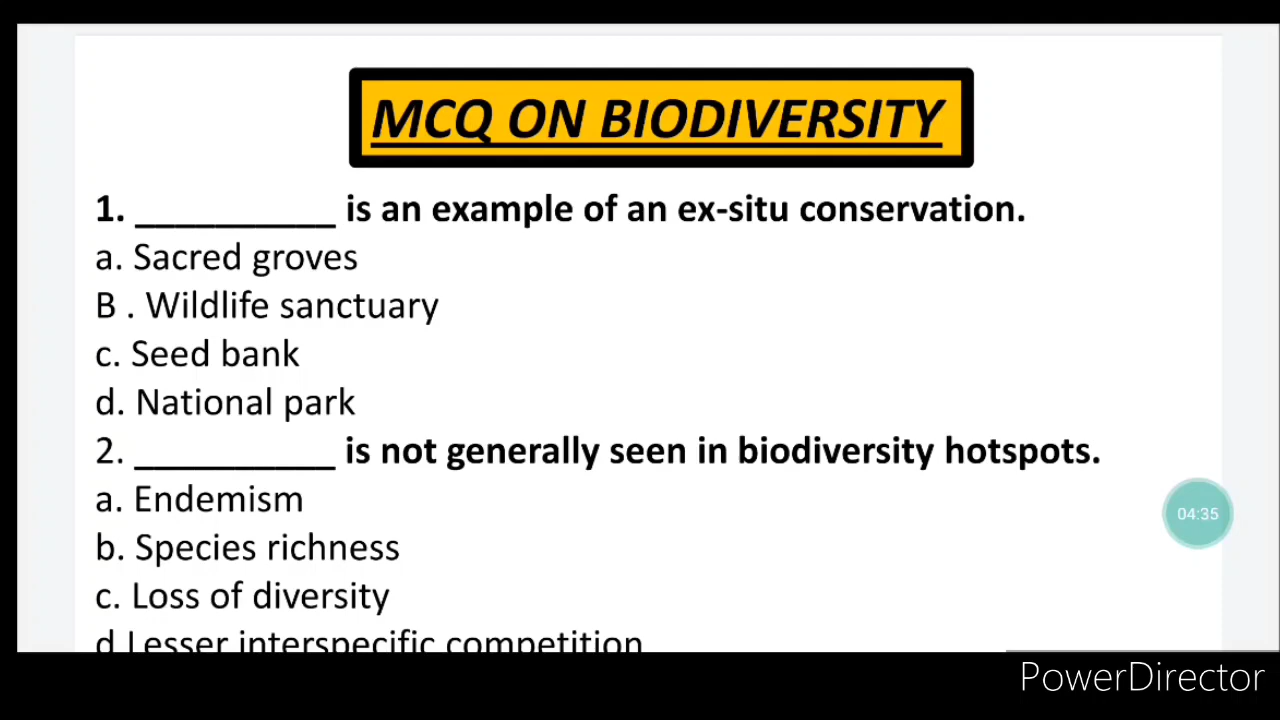 MCQ ON BIODIVERSITY
1. __________ is an example of an ex-situ conservation.
a. Sacred groves
B . Wildlife sanctuary
c. Seed bank
d. National park
2. __________ is not generally seen in biodiversity hotspots.
a. Endemism
04:35
b. Species richness
c. Loss of diversity
d Lesser interspecific competition
PowerDirector